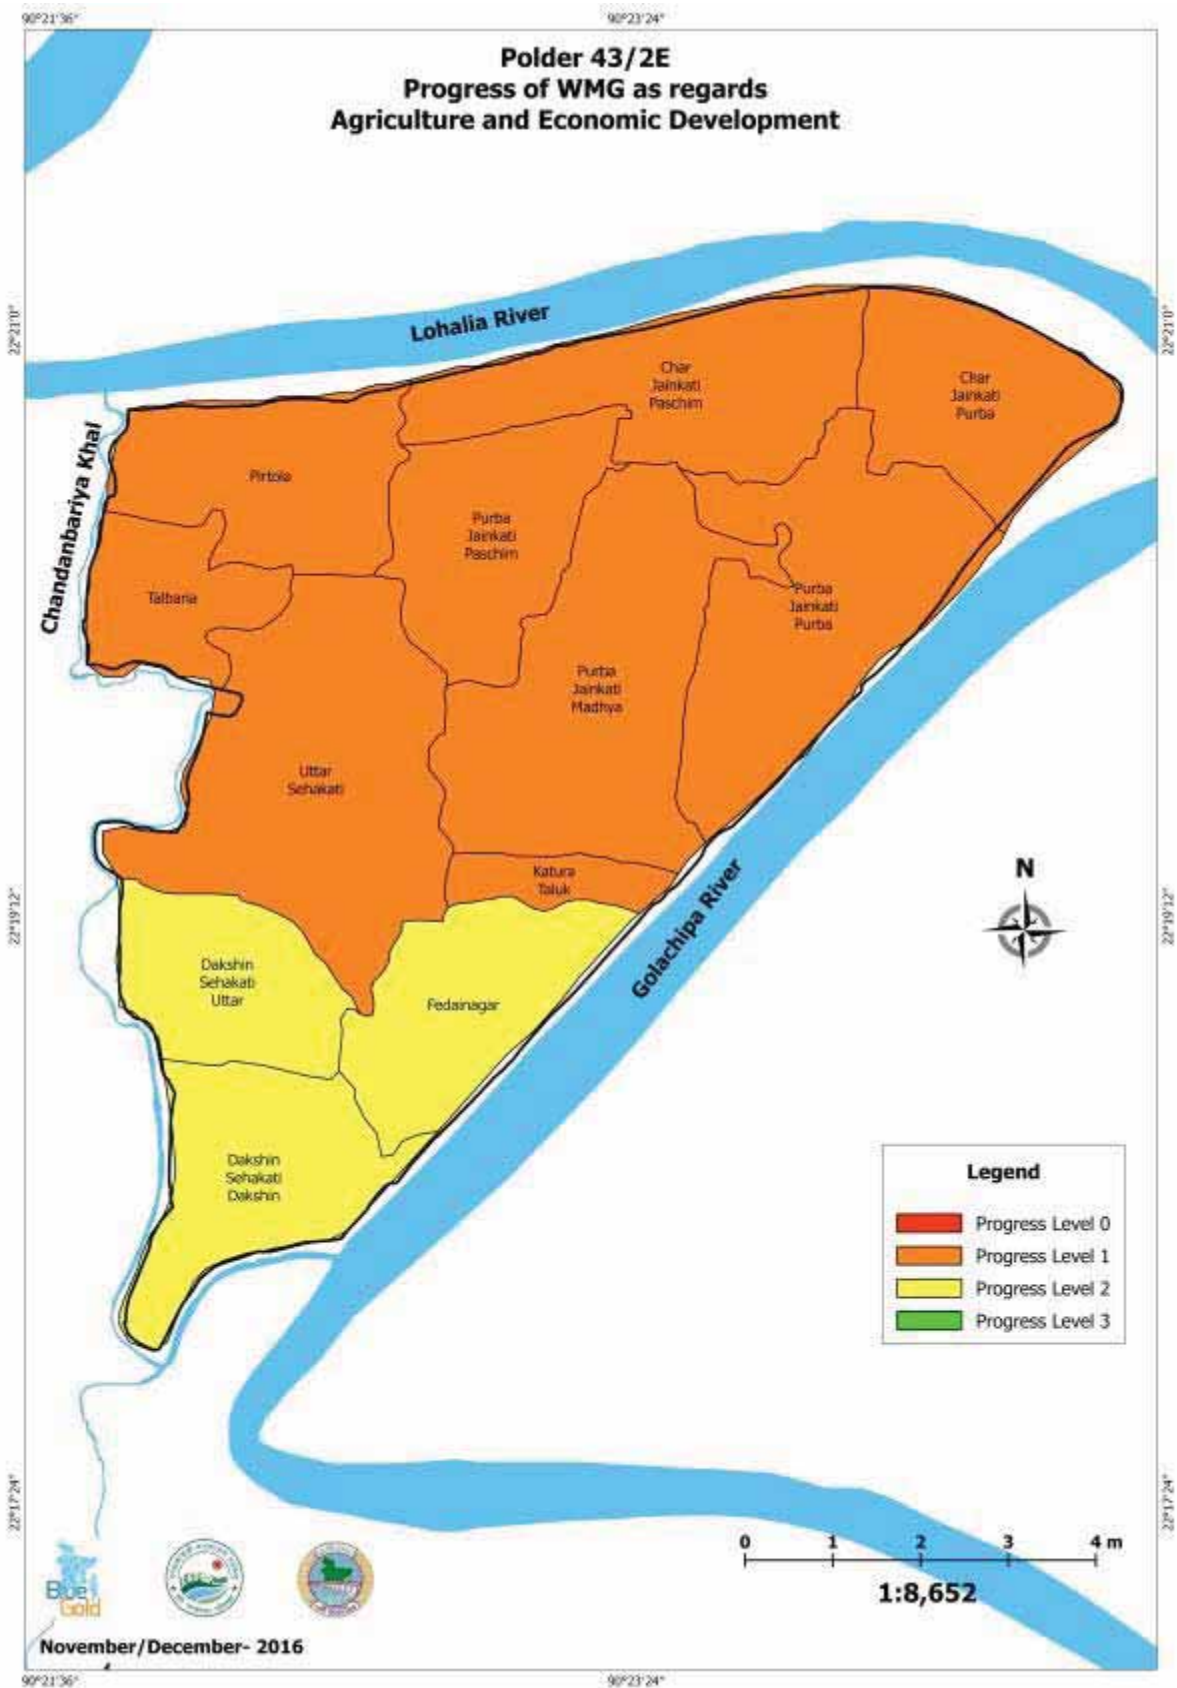 90°21'36"
90°23'24"
Polder 43/2E
Progress of WMG as regards
Agriculture and Economic Development
22°21'0"
22°21'0"
Lohalia River
Char
Jainkati
Paschim
Char
Jainkati
Purba
Chandanbariya Khal
Pirtola
Purba
Jainkati
Paschim
Talbana
Purba
Jainkati
Purba
Purba
Jainkati
Madhya
Uttar
Sehakati
Katura
Taluk
N
22°19'12"
22°19'12"
Golachipa River
Dakshin
Sehakati
Uttar
Fedainagar
Dakshin
Sehakati
Dakshin
Legend
Progress Level 0
Progress Level 1
Progress Level 2
Progress Level 3
22°17'24"
22°17'24"
0 1 2 3 4 m
1:8,652
Blue
Gold
November/December- 2016
90°21'36"
90°23'24"